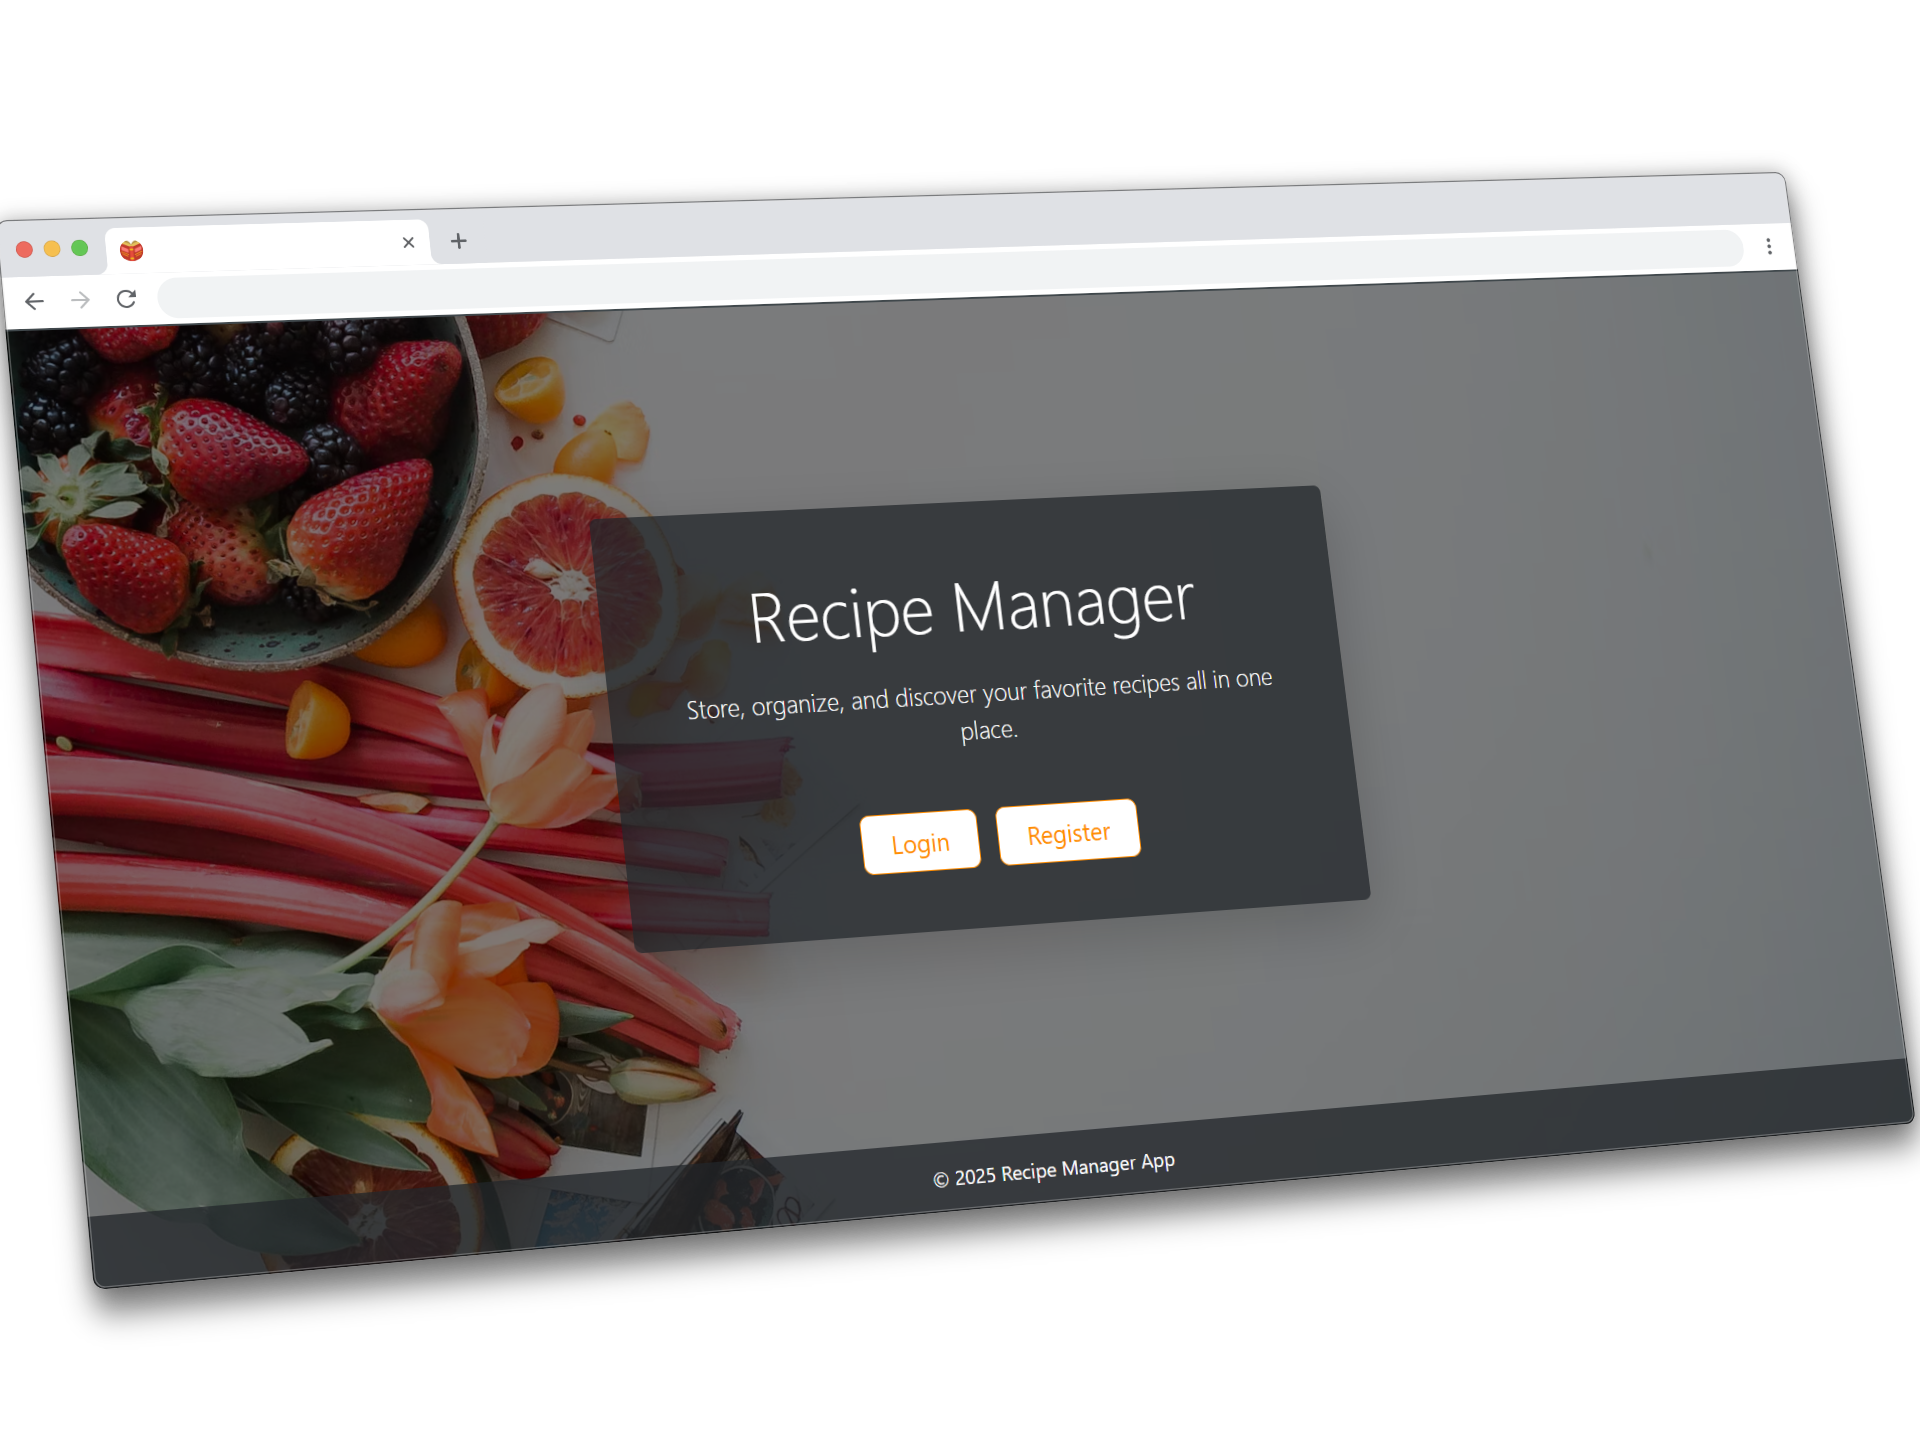 Recipe Manager
Store, organize, and discover your favorite recipes all in one
place.
Login
Register
© 2025 Recipe Manager App